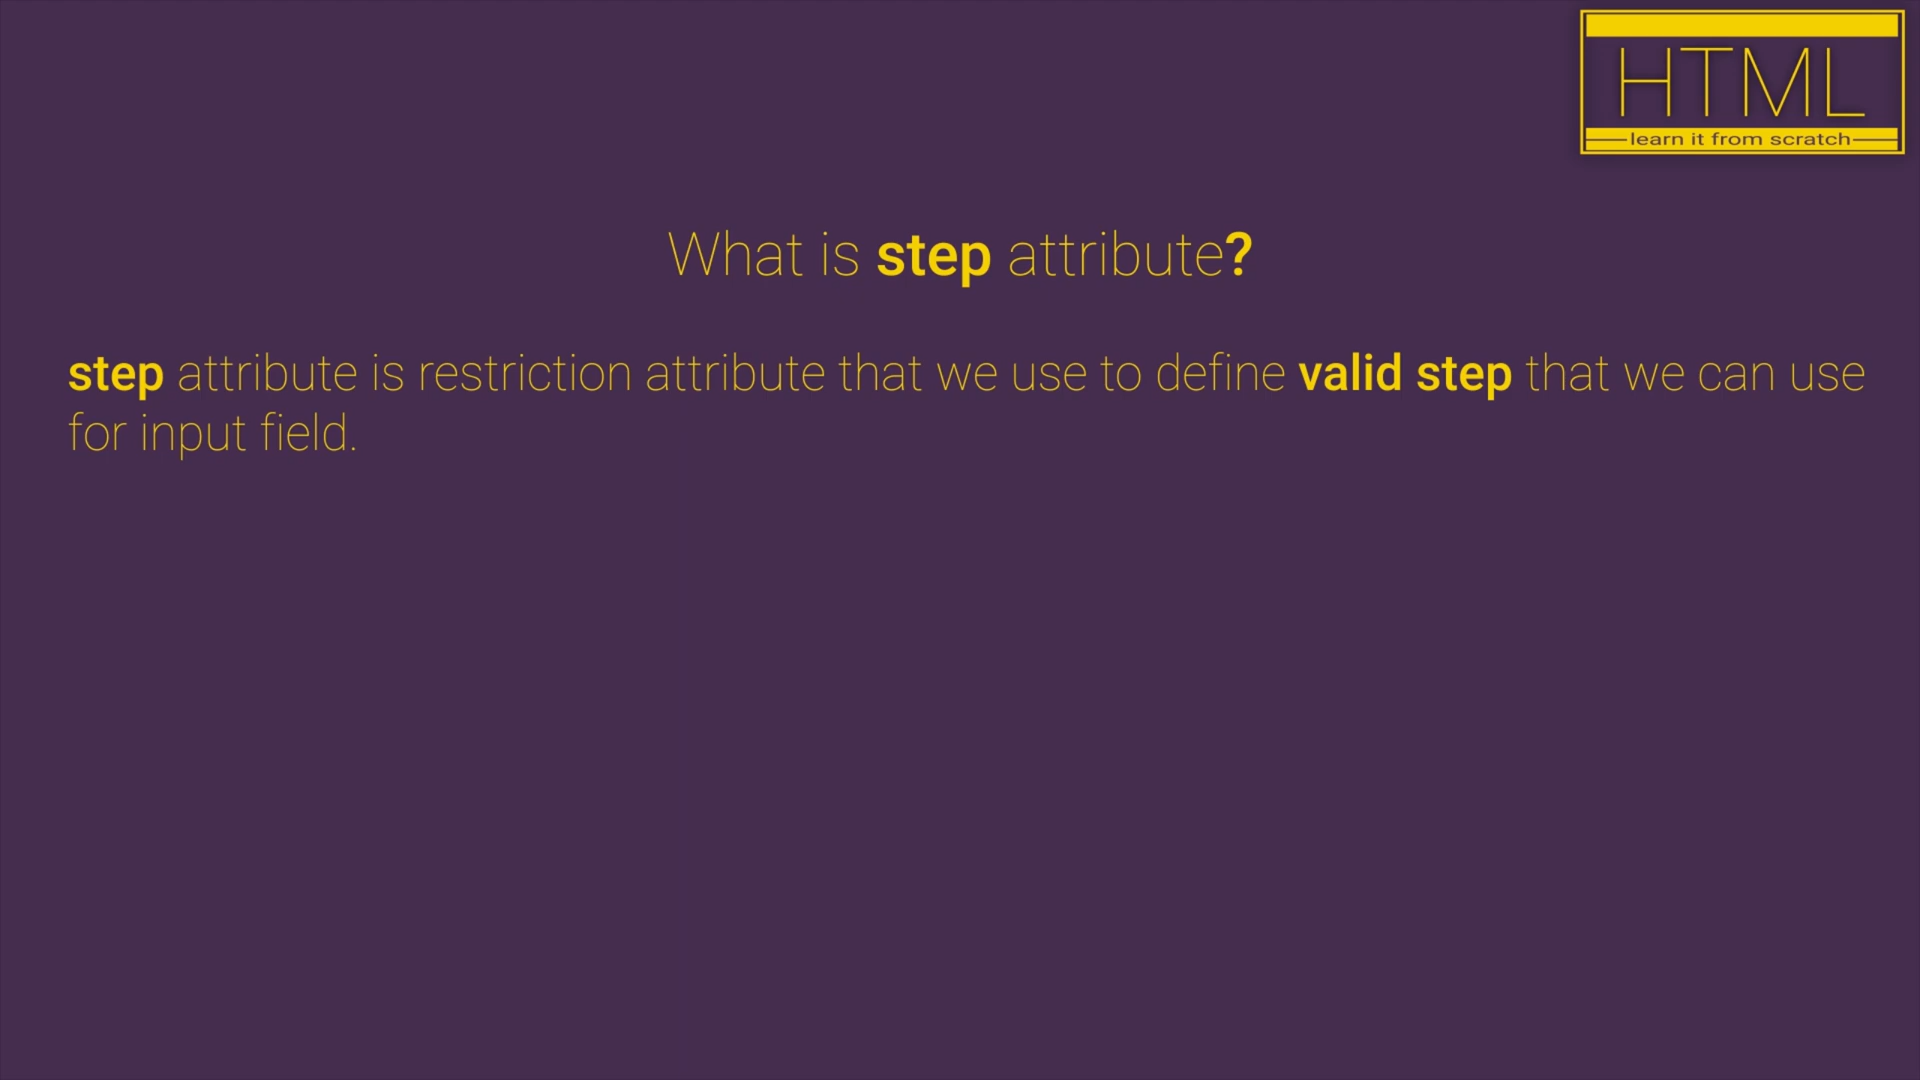 HTML
learn it from scratch
What is step attribute?
step attribute is restriction attribute that we use to define valid step that we can use
for input field.